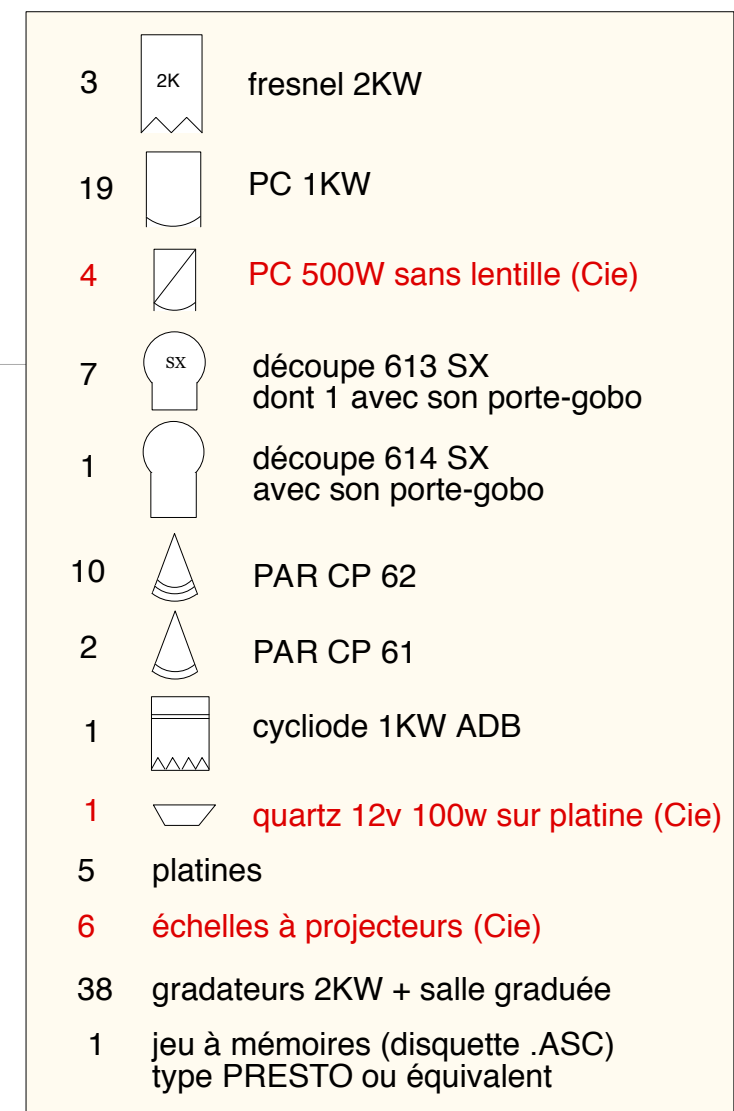 3 2K fresnel 2KW
19 PC 1KW
4 PC 500W sans lentille (Cie)
7 SX découpe 613 SX
dont 1 avec son porte-gobo
1 découpe 614 SX
avec son porte-gobo
10 PAR CP 62
2 PAR CP 61
1 cycliode 1KW ADB
1 quartz 12v 100w sur platine (Cie)
5 platines
6 échelles à projecteurs (Cie)
38 gradateurs 2KW + salle graduée
1 jeu à mémoires (disquette .ASC)
type PRESTO ou équivalent